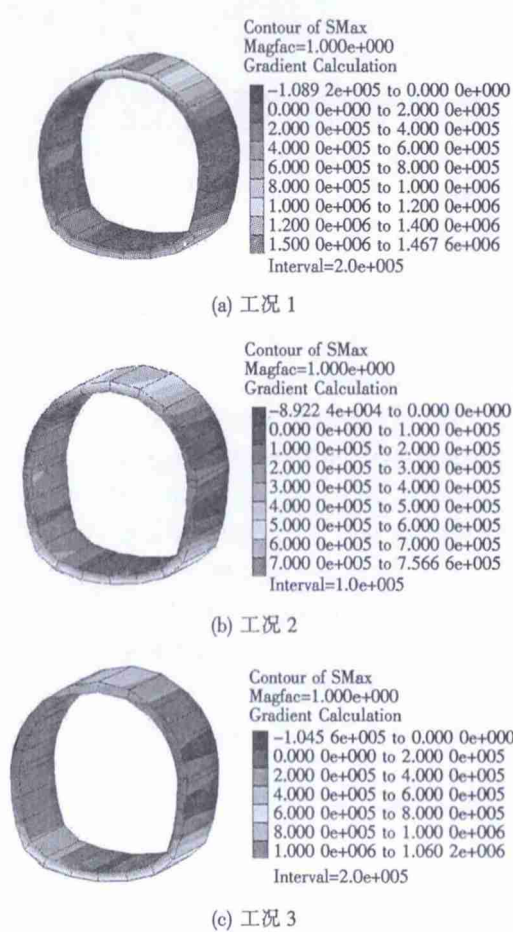 Contour of SMax
Magfac=1.000e+000
Gradient Calculation
-1.089 2e+005 to 0.000 0e+000
0.000 0e+000 to 2.000 0e+005
2.000 0e+005 to 4.000 0e+005
4.000 0e+005 to 6.000 0e+005
6.000 0e+005 to 8.000 0e+005
8.000 0e+005 to 1.000 0e+006
1.000 0e+006 to 1.200 0e+006
1.200 0e+006 to 1.400 0e+006
1.500 0e+006 to 1.467 6e+006
Interval=2.0e+005
(a) 工况 1
Contour of SMax
Magfac=1.000e+000
Gradient Calculation
-8.922 4e+004 to 0.000 0e+000
0.000 0e+000 to 1.000 0e+005
1.000 0e+005 to 2.000 0e+005
2.000 0e+005 to 3.000 0e+005
3.000 0e+005 to 4.000 0e+005
4.000 0e+005 to 5.000 0e+005
5.000 0e+005 to 6.000 0e+005
6.000 0e+005 to 7.000 0e+005
7.000 0e+005 to 7.566 6e+005
Interval=1.0e+005
(b) 工况 2
Contour of SMax
Magfac=1.000e+000
Gradient Calculation
-1.045 6e+005 to 0.000 0e+000
0.000 0e+000 to 2.000 0e+005
2.000 0e+005 to 4.000 0e+005
4.000 0e+005 to 6.000 0e+005
6.000 0e+005 to 8.000 0e+005
8.000 0e+005 to 1.000 0e+006
1.000 0e+006 to 1.060 2e+006
Interval=2.0e+005
(c) 工况 3